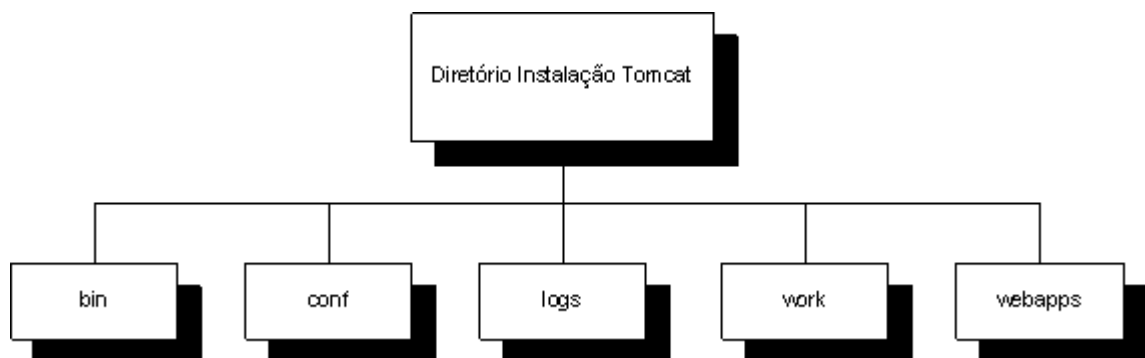 Diretório Instalação Tomcat
bin
conf
logs
work
webapps